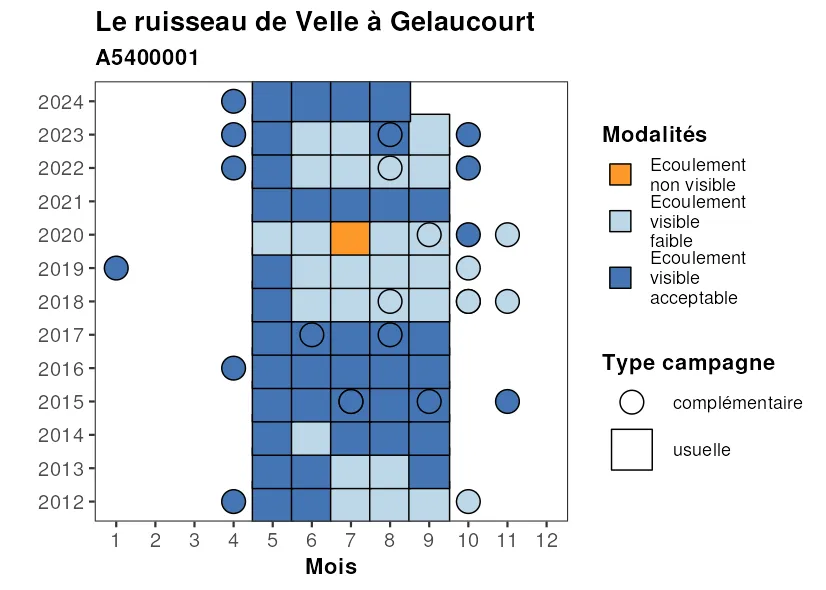 Le ruisseau de Velle à Gelaucourt
A5400001
2024
2023
2022
2021
2020
2019
2018
2017
2016
2015
2014
2013
2012
1 2 3 4 5 6 7 8 9 10 11 12
Mois
Modalités
Ecoulement
non visible
Ecoulement
visible
faible
Ecoulement
visible
acceptable
Type campagne
complémentaire
usuelle